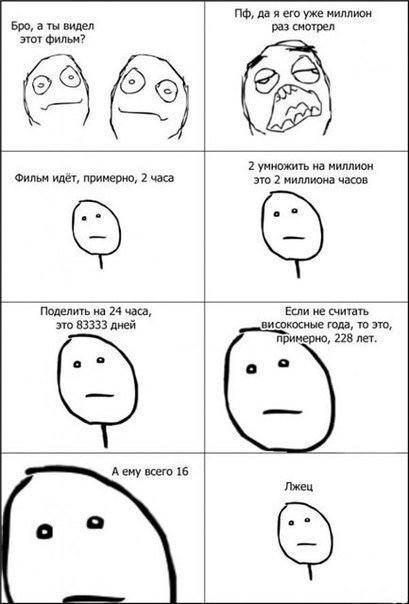 Бро, а ты видел
этот фильм?
Пф, да я его уже миллион
раз смотрел
Фильм идёт, примерно, 2 часа
2 умножить на миллион
это 2 миллиона часов
Поделить на 24 часа,
это 83333 дней
Если не считать
високосные года, то это,
примерно, 228 лет.
А ему всего 16
Лжец